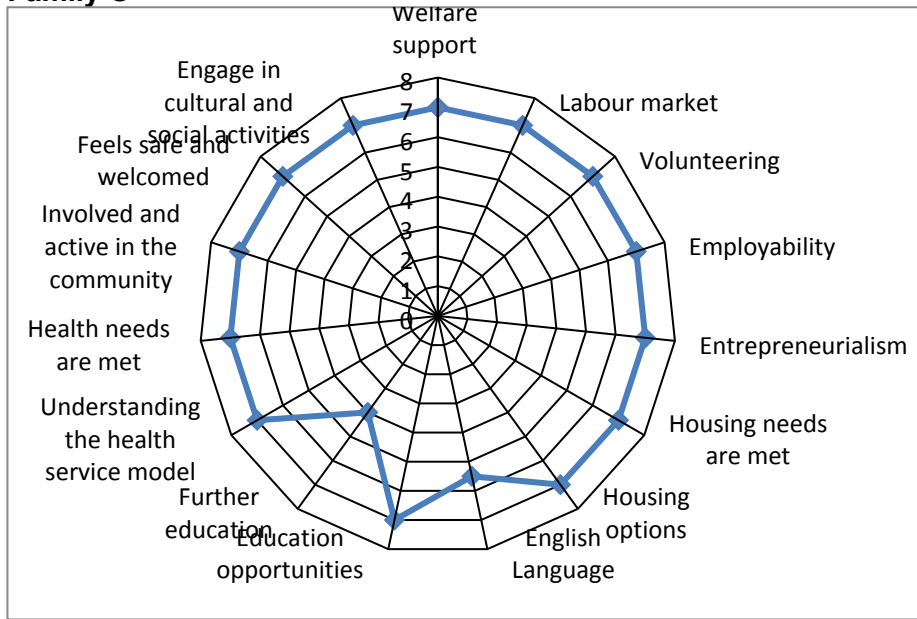 Welfare
support
Labour market
Volunteering
Employability
Entrepreneurialism
Housing needs
are met
Housing
options
English
Language
Education
opportunities
Further
education
Understanding
the health
service model
Health needs
are met
Involved and
active in the
community
Feels safe and
welcomed
Engage in
cultural and
social activities
8
7
6
5
4
3
2
1
0